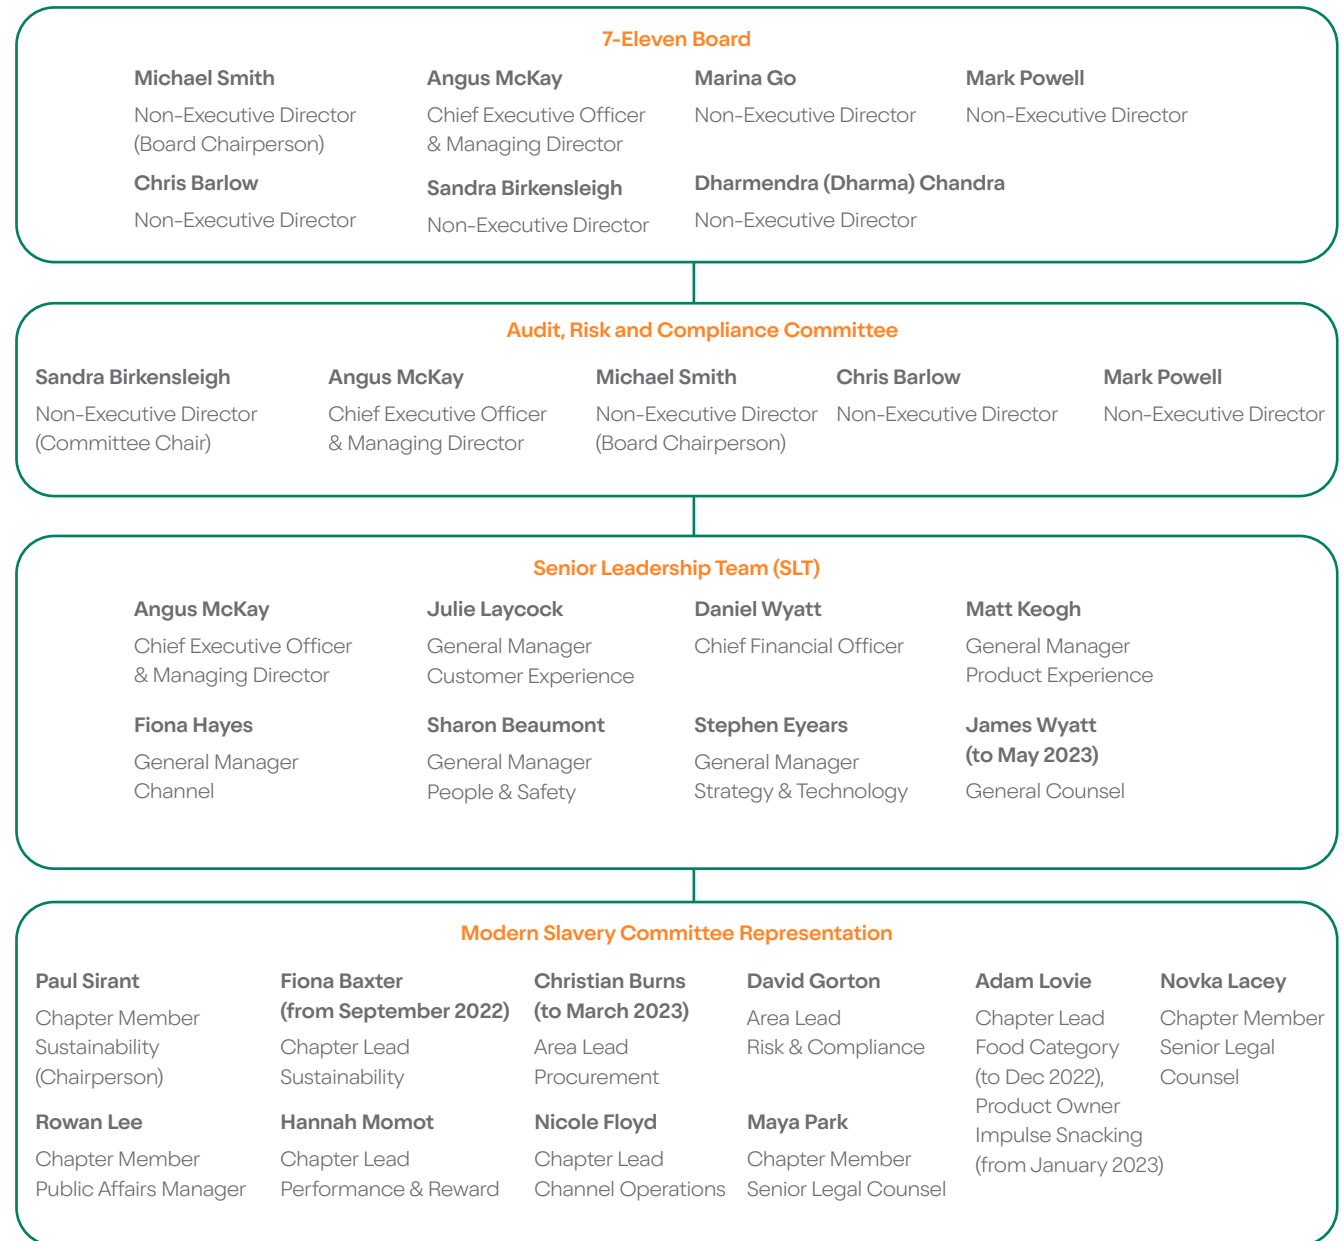 7-Eleven Board
Michael Smith
Non-Executive Director
(Board Chairperson)
Angus McKay
Chief Executive Officer
& Managing Director
Marina Go
Non-Executive Director
Mark Powell
Non-Executive Director
Chris Barlow
Non-Executive Director
Sandra Birkensleigh
Non-Executive Director
Dharmendra (Dharma) Chandra
Non-Executive Director
Audit, Risk and Compliance Committee
Sandra Birkensleigh
Non-Executive Director
(Committee Chair)
Angus McKay
Chief Executive Officer
& Managing Director
Michael Smith
Non-Executive Director
(Board Chairperson)
Chris Barlow
Non-Executive Director
Mark Powell
Non-Executive Director
Senior Leadership Team (SLT)
Angus McKay
Chief Executive Officer
& Managing Director
Julie Laycock
General Manager
Customer Experience
Daniel Wyatt
Chief Financial Officer
Matt Keogh
General Manager
Product Experience
Fiona Hayes
General Manager
Channel
Sharon Beaumont
General Manager
People & Safety
Stephen Eyears
General Manager
Strategy & Technology
James Wyatt
(to May 2023)
General Counsel
Modern Slavery Committee Representation
Paul Sirant
Chapter Member
Sustainability
(Chairperson)
Fiona Baxter
(from September 2022)
Chapter Lead
Sustainability
Christian Burns
(to March 2023)
Area Lead
Procurement
David Gorton
Area Lead
Risk & Compliance
Adam Lovie
Chapter Lead
Food Category
(to Dec 2022),
Product Owner
Impulse Snacking
(from January 2023)
Novka Lacey
Chapter Member
Senior Legal
Counsel
Rowan Lee
Chapter Member
Public Affairs Manager
Hannah Momot
Chapter Lead
Performance & Reward
Nicole Floyd
Chapter Lead
Channel Operations
Maya Park
Chapter Member
Senior Legal Counsel